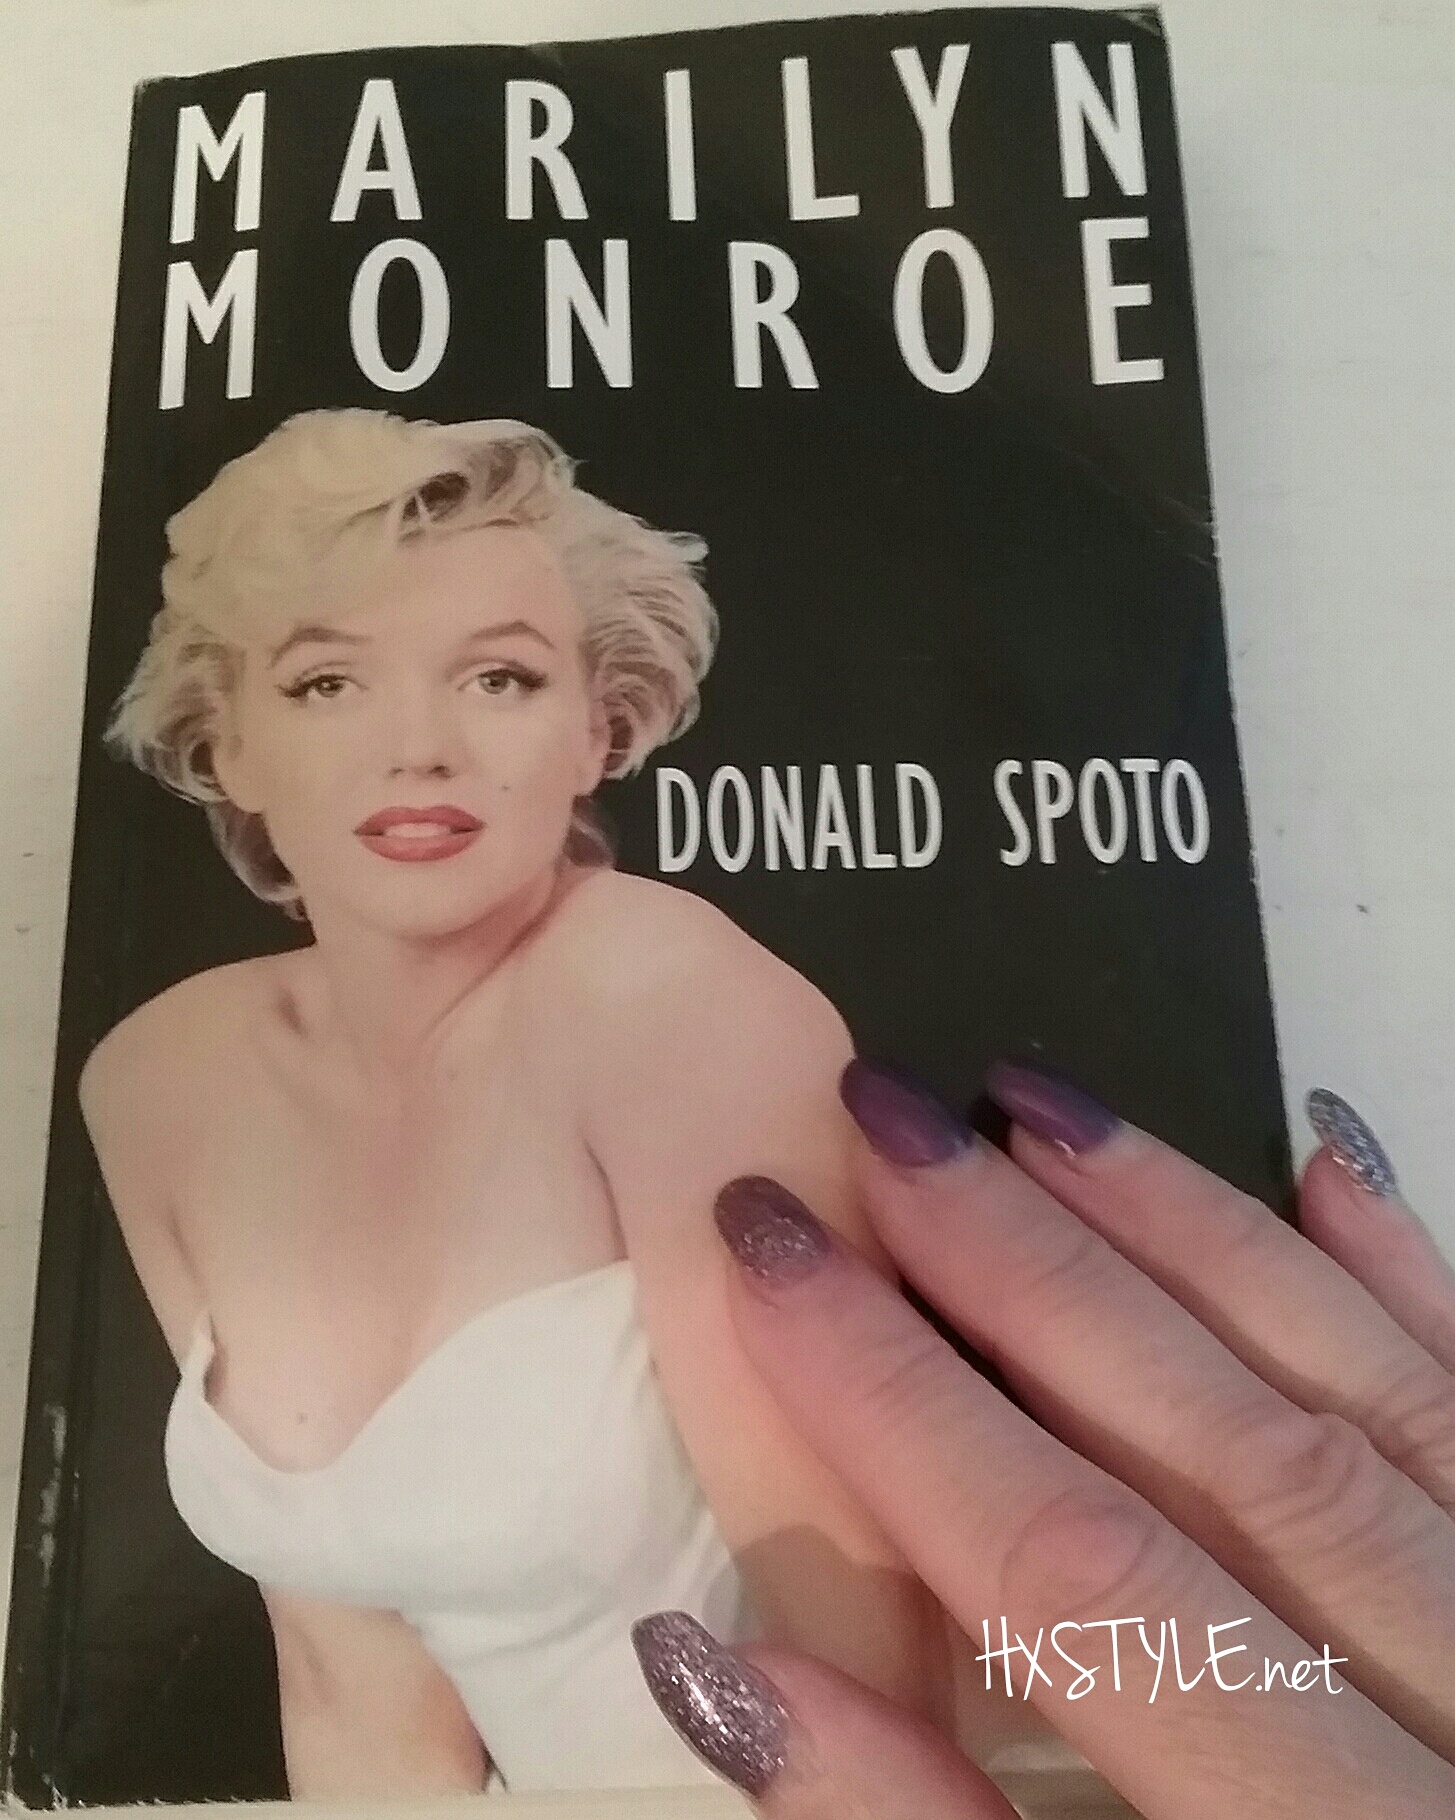 MARILYN
MONROE
DONALD SPOTO
HXSTYLE.net